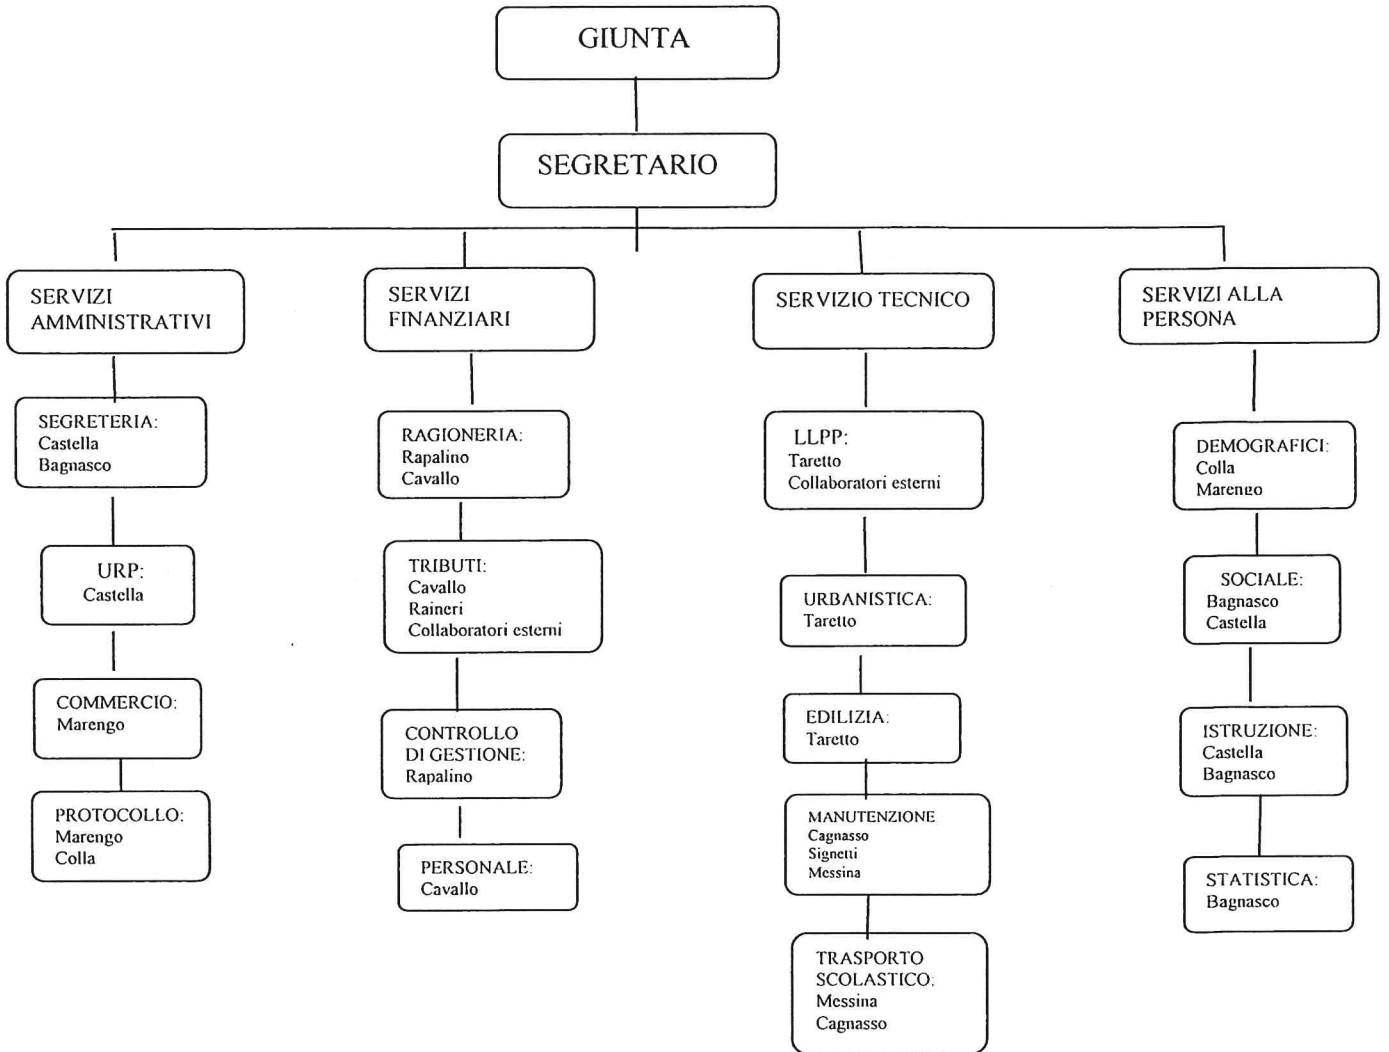 GIUNTA
SEGRETARIO
SERVIZI
AMMINISTRATIVI
SEGRETERIA:
Castella
Bagnasco
URP:
Castella
COMMERCIO:
Marengo
PROTOCOLLO:
Marengo
Colla
SERVIZI
FINANZIARI
RAGIONERIA:
Rapalino
Cavallo
TRIBUTI:
Cavallo
Raineri
Collaboratori esterni
CONTROLLO
DI GESTIONE:
Rapalino
PERSONALE:
Cavallo
SERVIZIO TECNICO
LLPP:
Taretto
Collaboratori esterni
URBANISTICA:
Taretto
EDILIZIA:
Taretto
MANUTENZIONE
Cagnasso
Signetti
Messina
TRASPORTO
SCOLASTICO:
Messina
Cagnasso
SERVIZI ALLA
PERSONA
DEMOGRAFICI:
Colla
Marengo
SOCIALE:
Bagnasco
Castella
ISTRUZIONE:
Castella
Bagnasco
STATISTICA:
Bagnasco